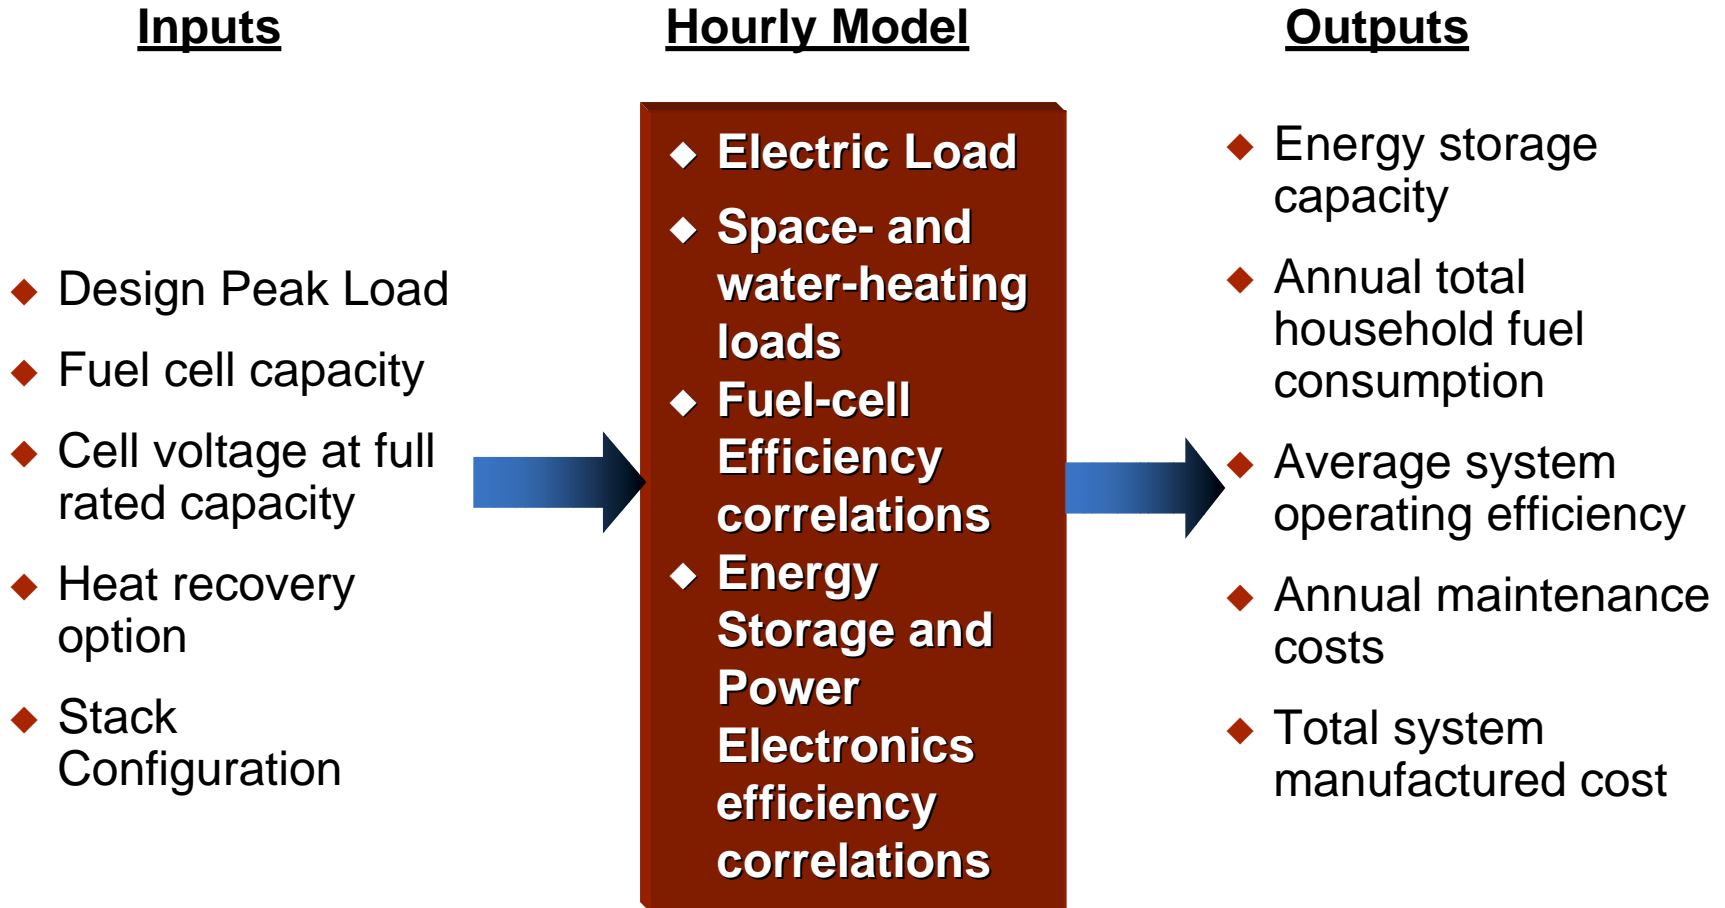 Inputs
Design Peak Load
Fuel cell capacity
Cell voltage at full
rated capacity
Heat recovery
option
Stack
Configuration
Hourly Model
Electric Load
Space- and
water-heating
loads
Fuel-cell
Efficiency
correlations
Energy
Storage and
Power
Electronics
efficiency
correlations
Outputs
Energy storage
capacity
Annual total
household fuel
consumption
Average system
operating efficiency
Annual maintenance
costs
Total system
manufactured cost